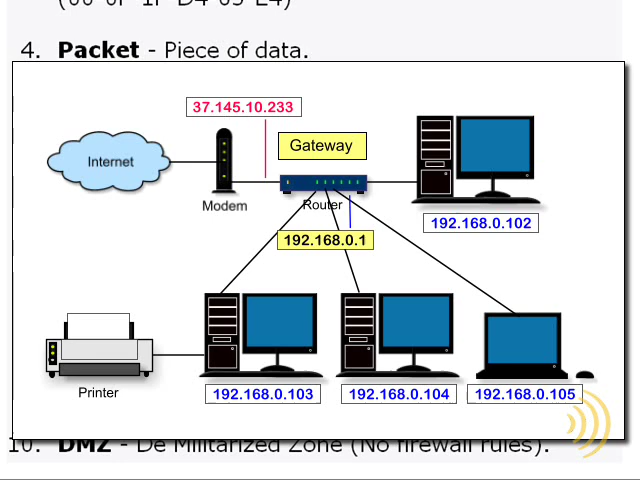 4. Packet - Piece of data.
37.145.10.233
Gateway
Internet
Modem
Router
192.168.0.102
192.168.0.1
Printer
192.168.0.103
192.168.0.104
192.168.0.105
10. DMZ - De Militarized Zone (No firewall rules).